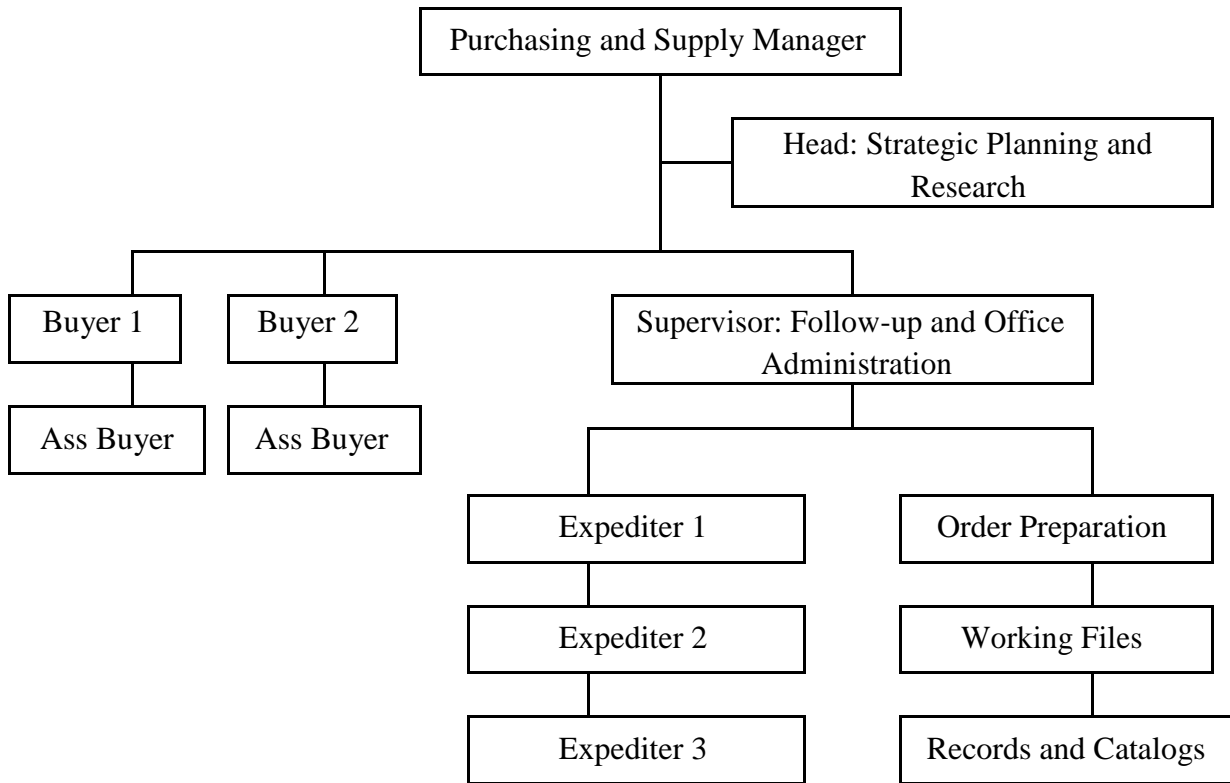 Purchasing and Supply Manager
Head: Strategic Planning and
Research
Buyer 1
Buyer 2
Supervisor: Follow-up and Office
Administration
Ass Buyer
Ass Buyer
Expediter 1
Order Preparation
Expediter 2
Working Files
Expediter 3
Records and Catalogs